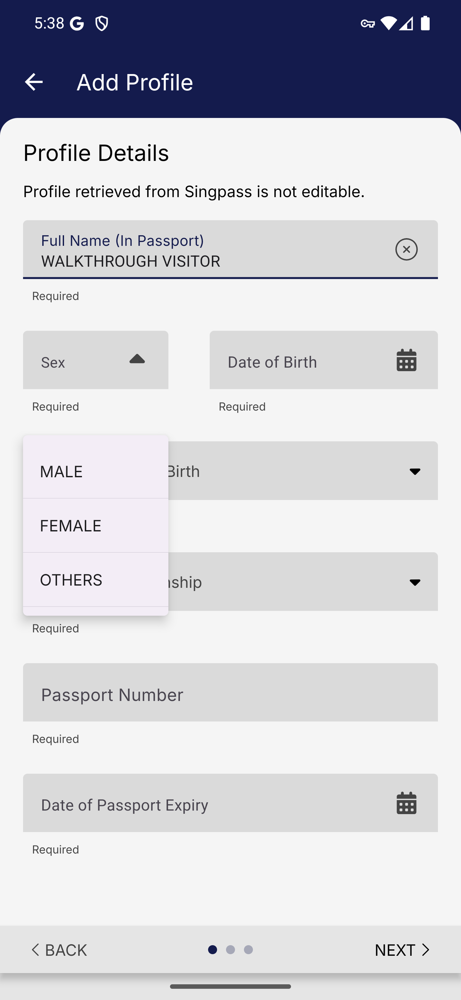 5:38
Add Profile
Profile Details
Profile retrieved from Singpass is not editable.
Full Name (In Passport)
WALKTHROUGH VISITOR
Required
Sex
Date of Birth
Required
Required
MALE
Birth
FEMALE
OTHERS
Required
Passport Number
Required
Date of Passport Expiry
Required
BACK
NEXT